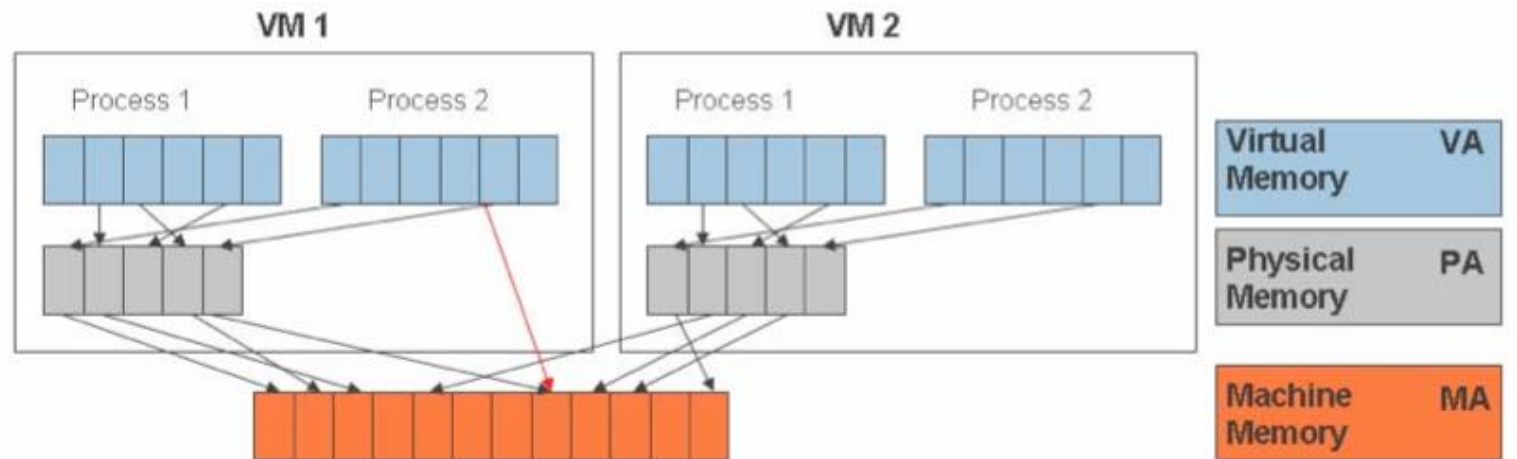 VM 1
VM 2
Process 1
Process 2
Process 1
Process 2
Virtual VA
Memory
Physical PA
Memory
Machine MA
Memory